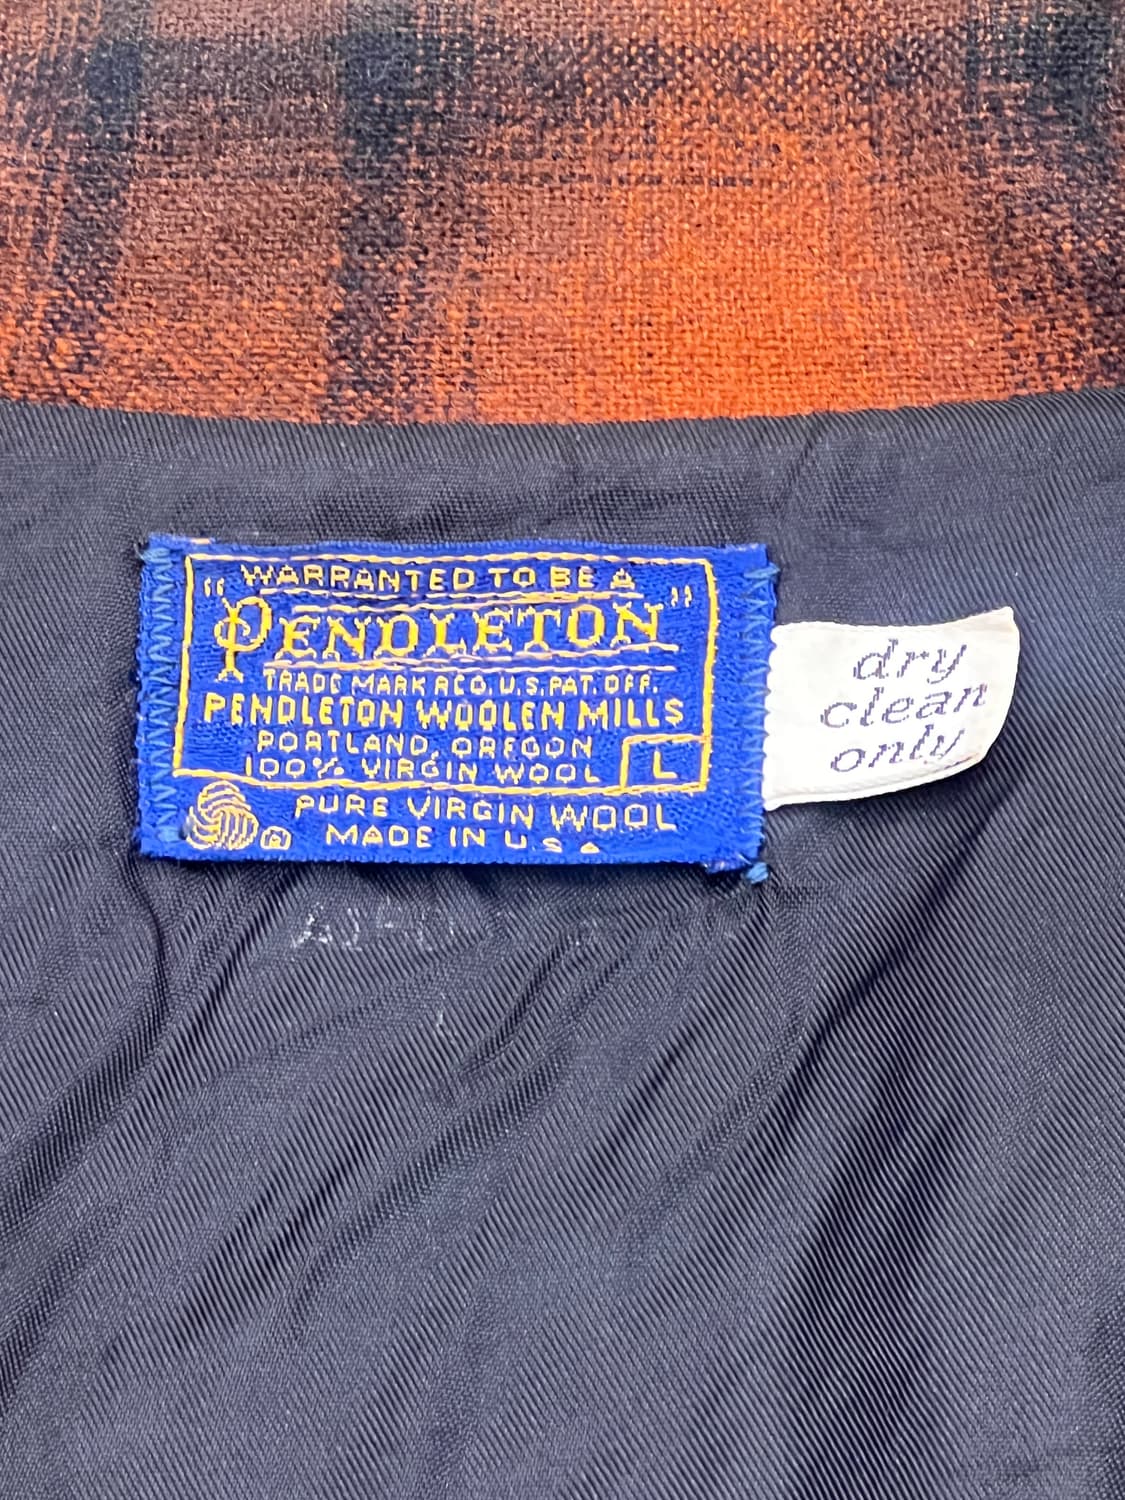 WARRANTED TO BE A
"PENDLETON"
TRADE MARK REG. U.S. PAT. OFF.
PENDLETON WOOLEN MILLS
PORTLAND, OREGON
100% VIRGIN WOOL L
PURE VIRGIN WOOL
R MADE IN U S A
dry
clean
only